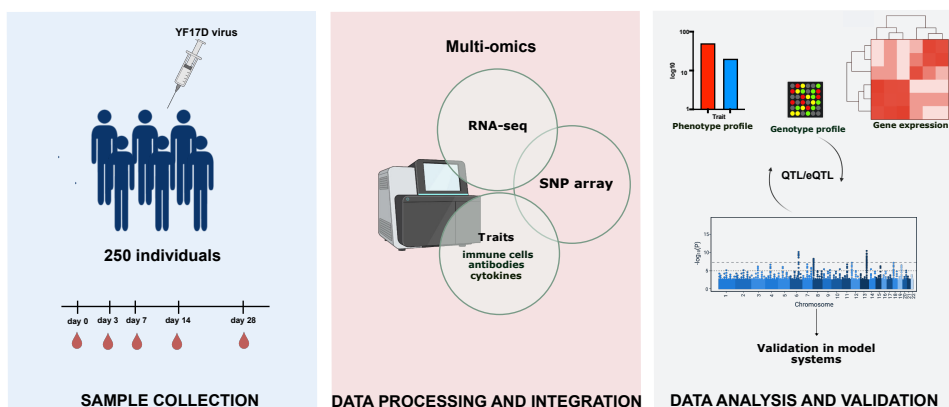 YF17D virus
250 individuals
day 0 day 3 day 7 day 14 day 28
SAMPLE COLLECTION
Multi-omics
RNA-seq
SNP array
Traits
immune cells
antibodies
cytokines
DATA PROCESSING AND INTEGRATION
log10
100
10
1
Trait
Phenotype profile
Genotype profile
Gene expression
QTL/eQTL
-log10(P)
15
10
5
0
Chromosome
Validation in model
systems
DATA ANALYSIS AND VALIDATION